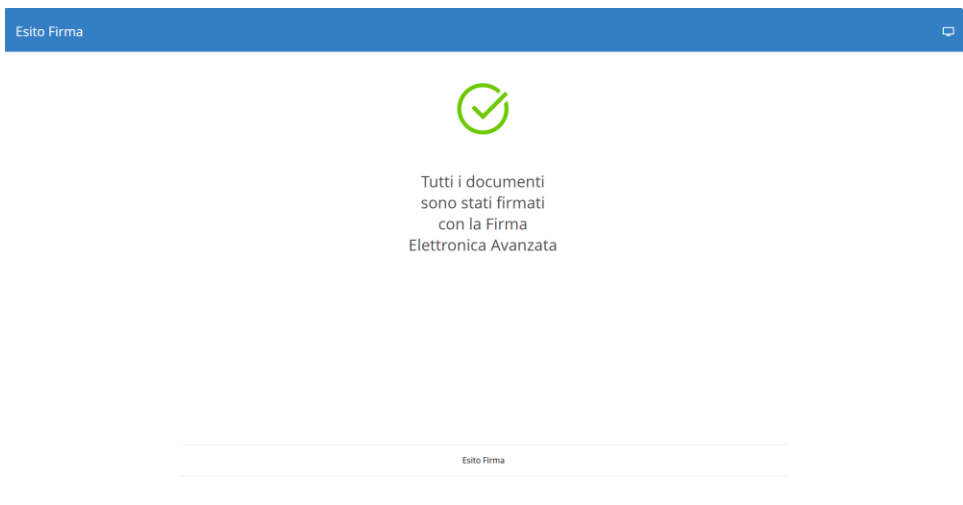 Esito Firma
Tutti i documenti
sono stati firmati
con la Firma
Elettronica Avanzata
Esito Firma